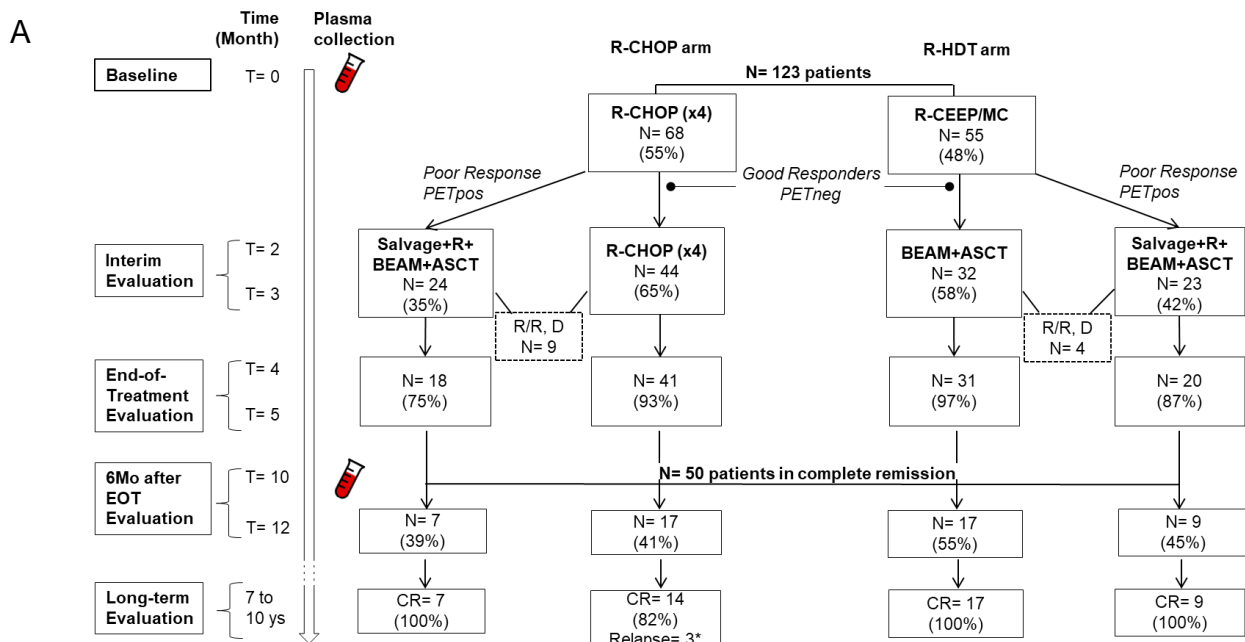 A
Time
(Month)
Plasma
collection
R-CHOP arm
R-HDT arm
Baseline
T= 0
N= 123 patients
R-CHOP (x4)
N= 68
(55%)
R-CEEP/MC
N= 55
(48%)
Poor Response
PETpos
Good Responders
PETneg
Poor Response
PETpos
Interim
Evaluation
T= 2
T= 3
Salvage+R+
BEAM+ASCT
N= 24
(35%)
R-CHOP (x4)
N= 44
(65%)
BEAM+ASCT
N= 32
(58%)
Salvage+R+
BEAM+ASCT
N= 23
(42%)
R/R, D
N= 9
R/R, D
N= 4
End-of-
Treatment
Evaluation
T= 4
T= 5
N= 18
(75%)
N= 41
(93%)
N= 31
(97%)
N= 20
(87%)
6Mo after
EOT
Evaluation
T= 10
T= 12
N= 50 patients in complete remission
N= 7
(39%)
N= 17
(41%)
N= 17
(55%)
N= 9
(45%)
Long-term
Evaluation
7 to
10 ys
CR= 7
(100%)
CR= 14
(82%)
Relapse= 3*
CR= 17
(100%)
CR= 9
(100%)